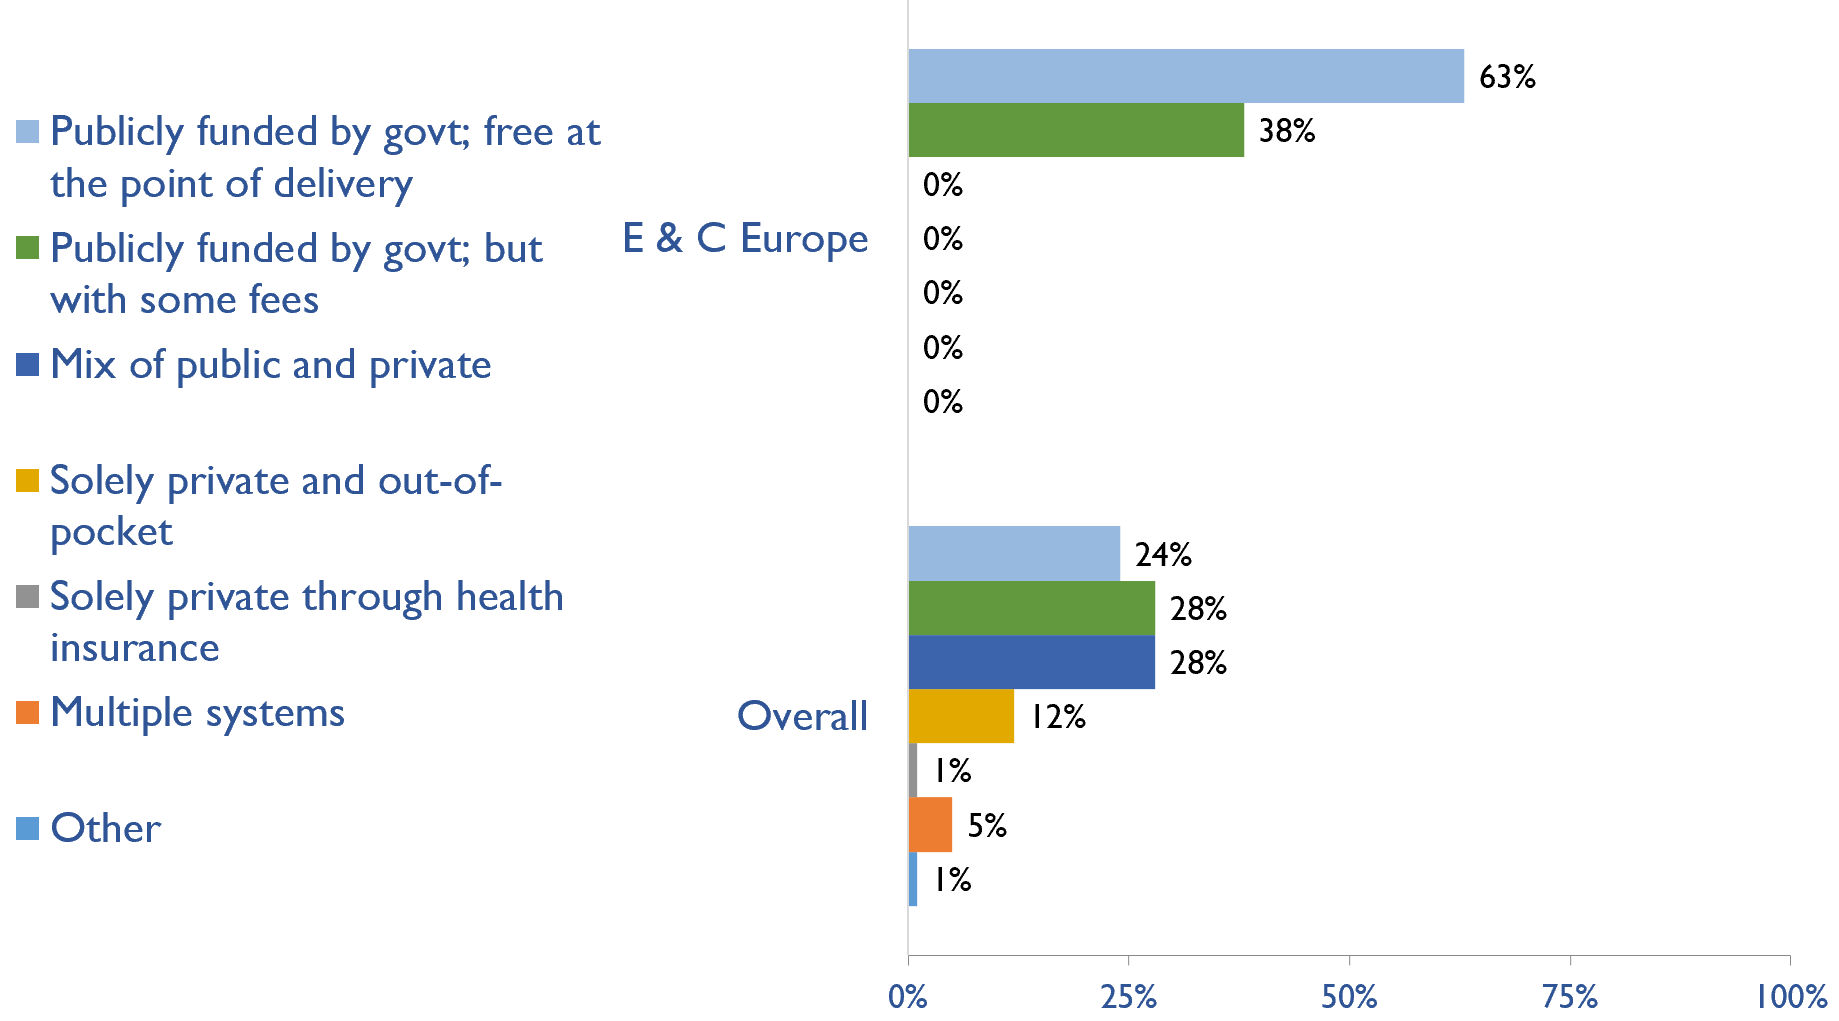 Publicly funded by govt; free at
the point of delivery
Publicly funded by govt; but
with some fees
Mix of public and private
Solely private and out-of-
pocket
Solely private through health
insurance
Multiple systems
Other
E & C Europe
63%
38%
0%
0%
0%
0%
0%
Overall
24%
28%
28%
12%
1%
5%
1%
0% 25% 50% 75% 100%